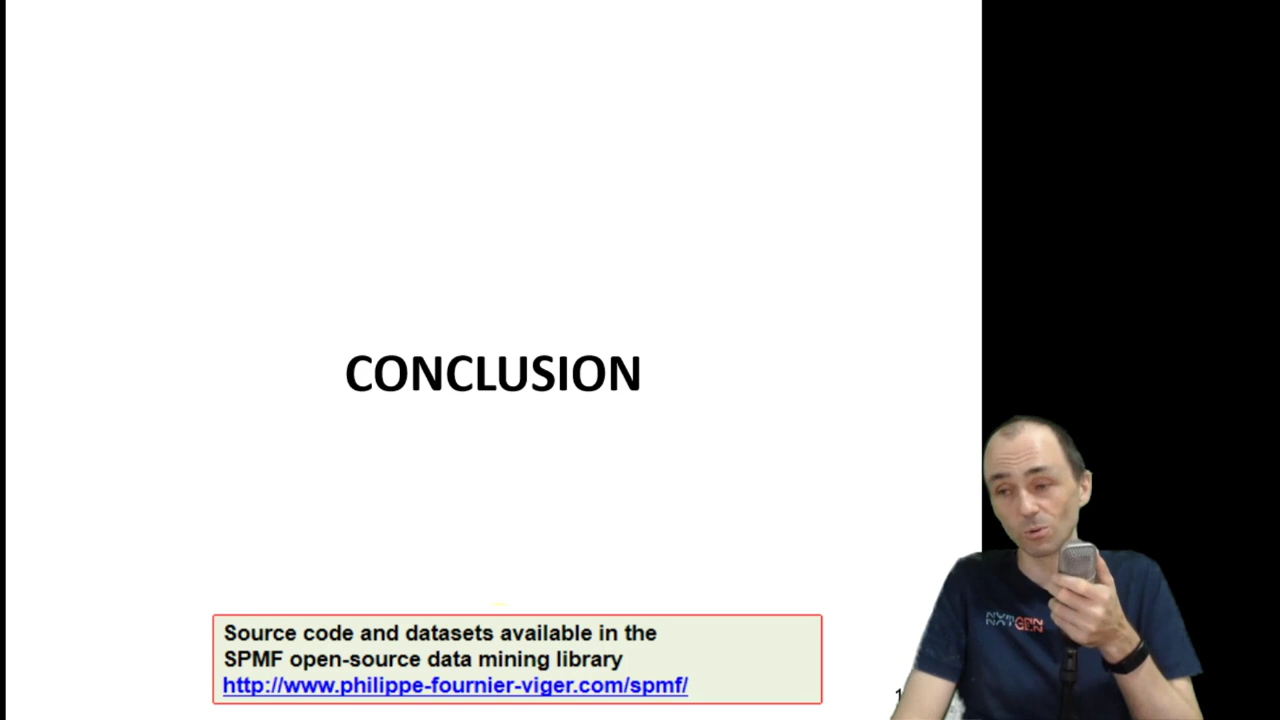 CONCLUSION
Source code and datasets available in the
SPMF open-source data mining library
http://www.philippe-fournier-viger.com/spmf/